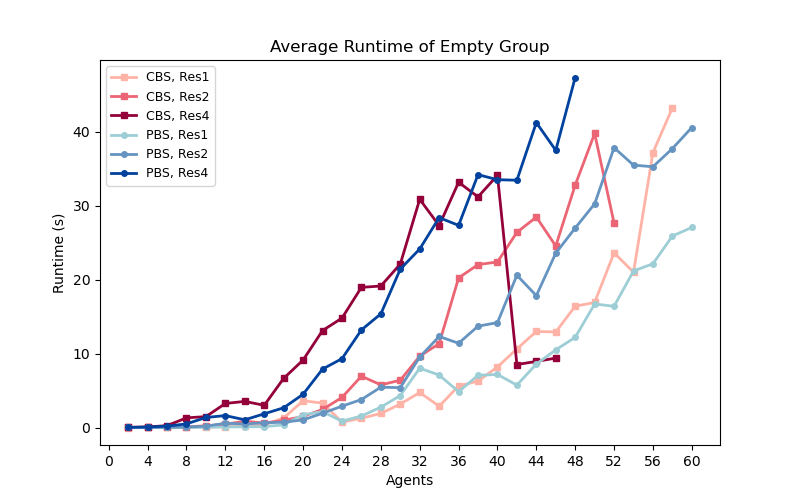 Average Runtime of Empty Group
CBS, Res1
CBS, Res2
CBS, Res4
PBS, Res1
PBS, Res2
PBS, Res4
40
30
20
10
0
Runtime (s)
0 4 8 12 16 20 24 28 32 36 40 44 48 52 56 60
Agents